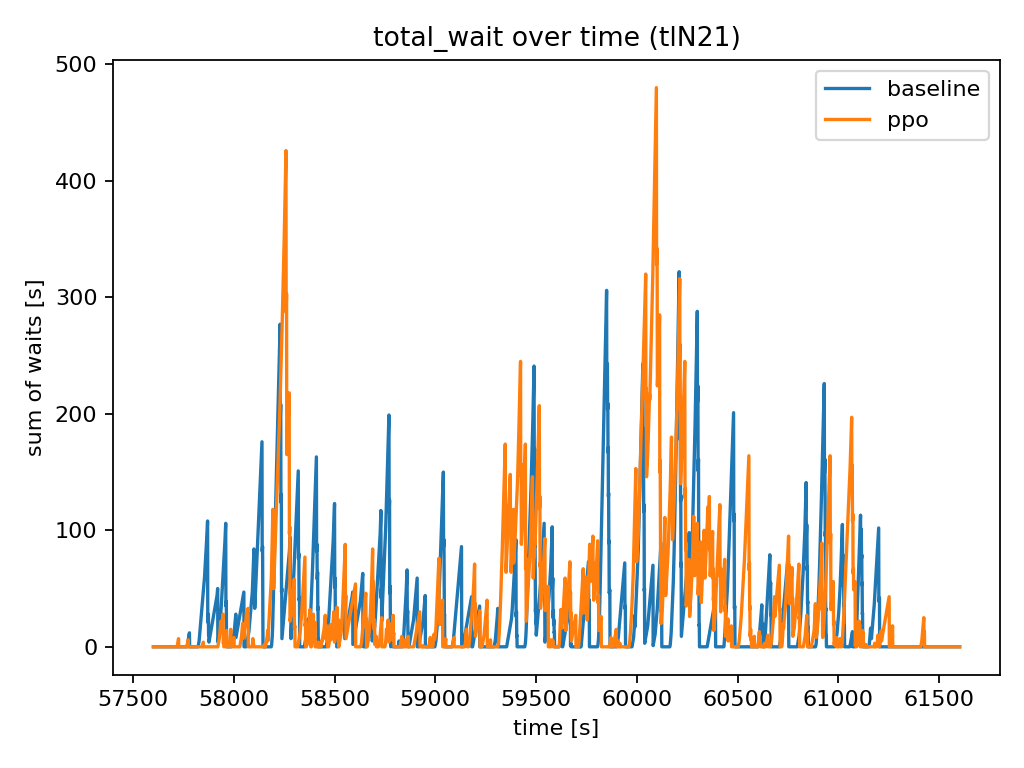 total_wait over time (tlN21)
500
400
300
200
100
0
sum of waits [s]
baseline
ppo
57500 58000 58500 59000 59500 60000 60500 61000 61500
time [s]